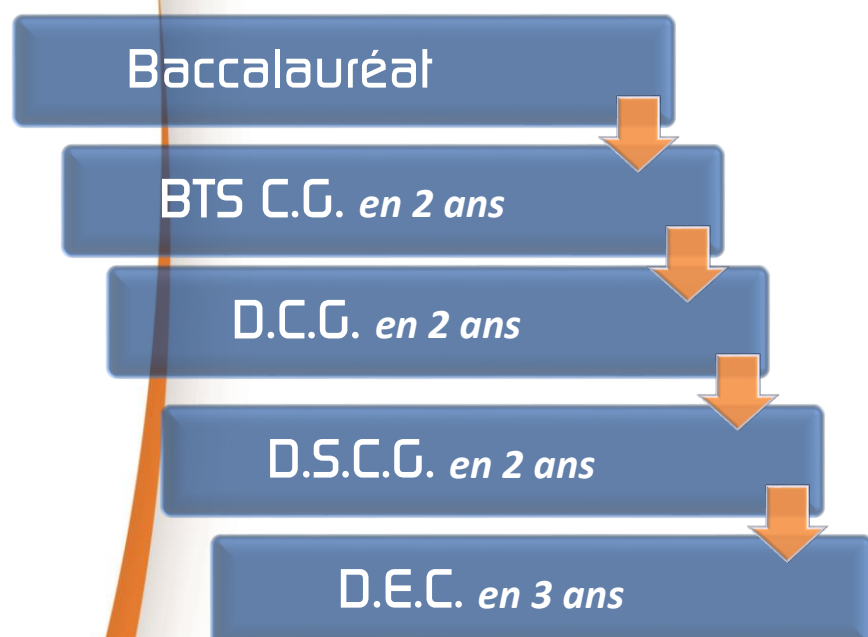 Baccalauréat
BTS C.G. en 2 ans
D.C.G. en 2 ans
D.S.C.G. en 2 ans
D.E.C. en 3 ans